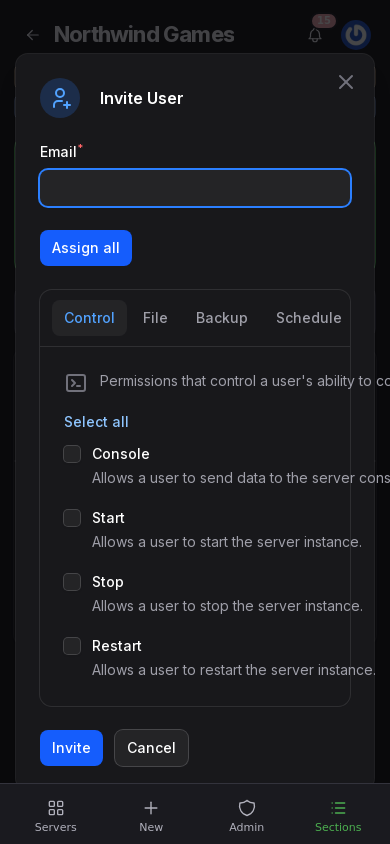 Northwind Games
15
Invite User
Email*
Assign all
Control File Backup Schedule
Permissions that control a user's ability to co
Select all
Console
Allows a user to send data to the server cons
Start
Allows a user to start the server instance.
Stop
Allows a user to stop the server instance.
Restart
Allows a user to restart the server instance.
Invite Cancel
Servers New Admin Sections